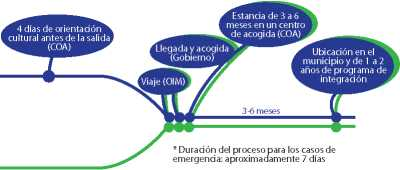 4 días de orientación
cultural antes de la salida
(COA)
Viaje (OIM)
Llegada y acogida
(Gobierno)
Estancia de 3 a 6
meses en un centro
de acogida (COA)
Ubicación en el
municipio y de 1 a 2
años de programa de
integración
3-6 meses
* Duración del proceso para los casos de
emergencia: aproximadamente 7 días